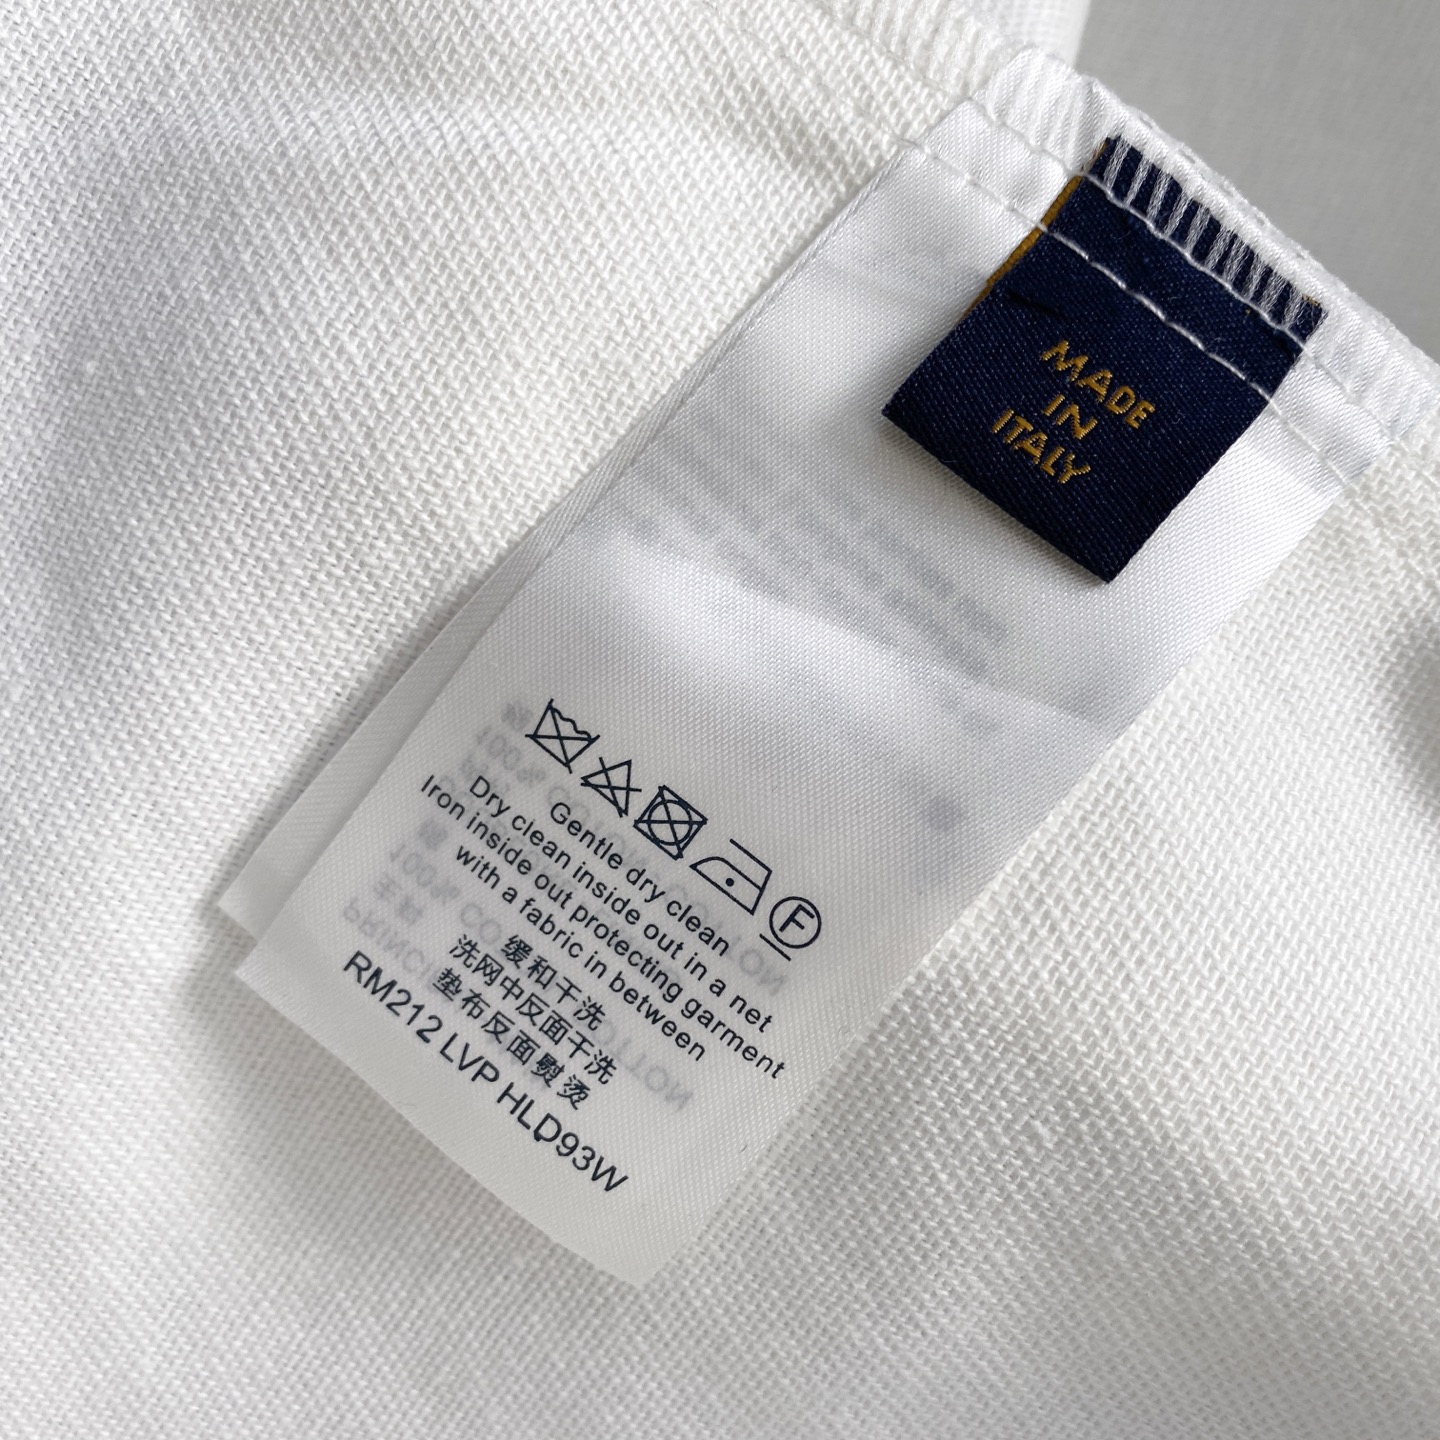 MADE
IN
ITALY
F
Gentle dry clean
Dry clean inside out in a net
Iron inside out protecting garment
with a fabric in between
缓和干洗
洗网中反面干洗
垫布反面熨烫
RM212 LVP HLD93W